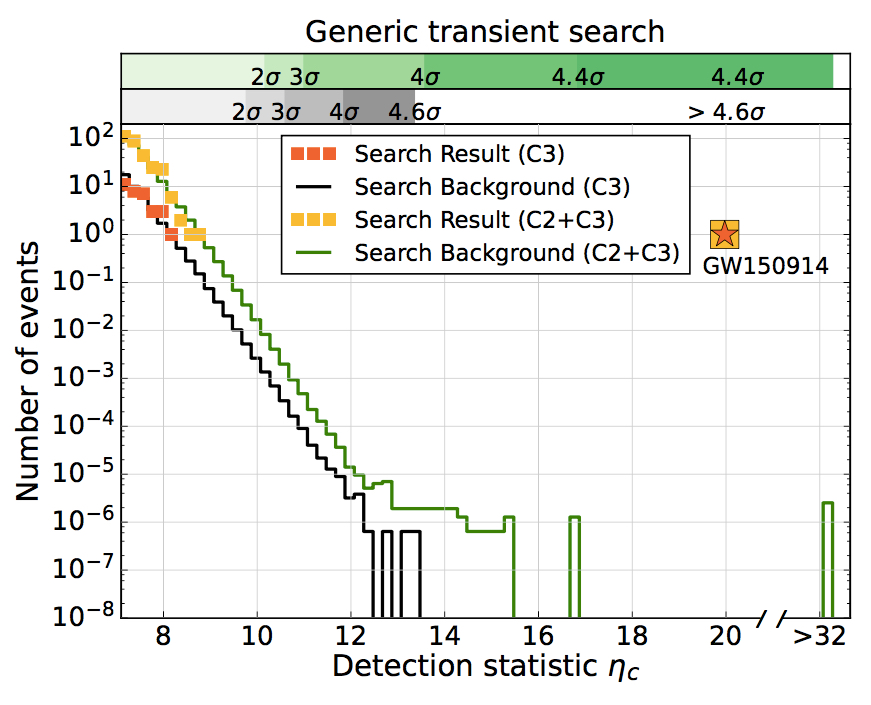 Generic transient search
2σ 3σ 4σ 4.4σ 4.4σ
2σ 3σ 4σ 4.6σ > 4.6σ
Search Result (C3)
Search Background (C3)
Search Result (C2+C3)
Search Background (C2+C3)
GW150914
Number of events
10²
10¹
10⁰
10⁻¹
10⁻²
10⁻³
10⁻⁴
10⁻⁵
10⁻⁶
10⁻⁷
10⁻⁸
8 10 12 14 16 18 20 >32
Detection statistic η_c